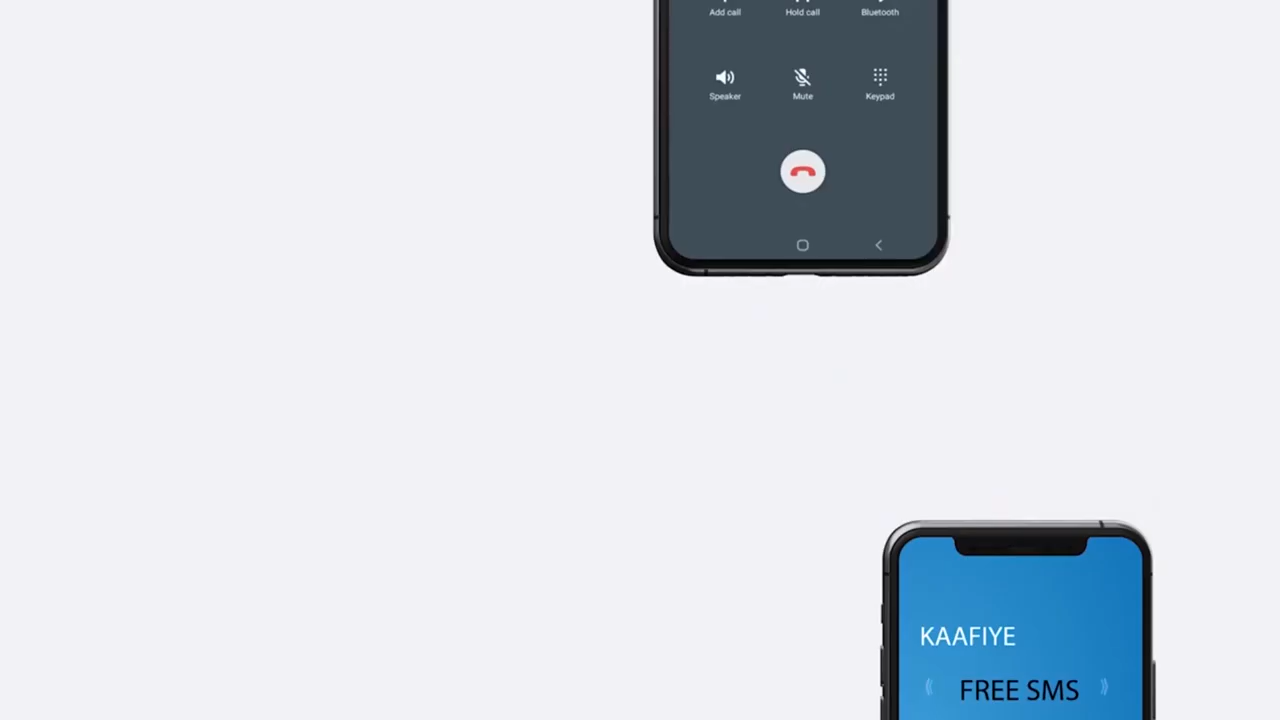 Add call Hold call Bluetooth
Speaker Mute Keypad
KAAFIYE
FREE SMS